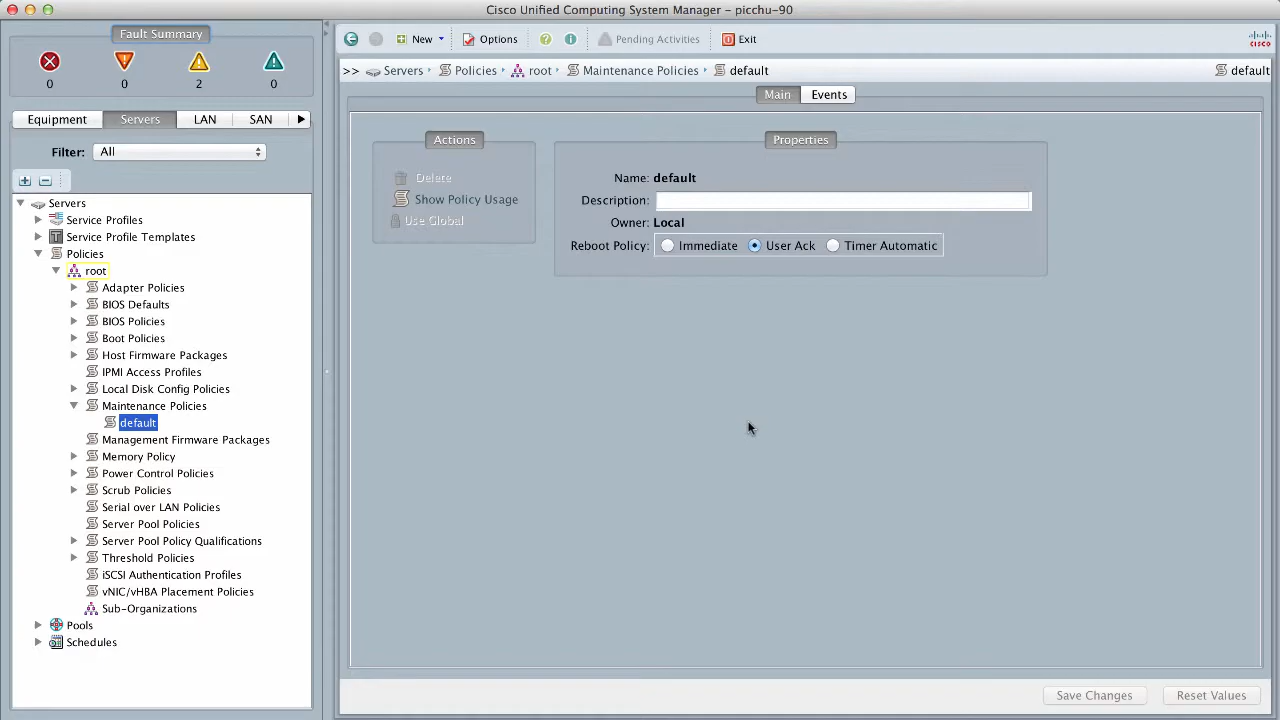 Cisco Unified Computing System Manager - picchu-90
Fault Summary
0 0 2 0
Equipment Servers LAN SAN
Filter: All
Servers
Service Profiles
Service Profile Templates
Policies
root
Adapter Policies
BIOS Defaults
BIOS Policies
Boot Policies
Host Firmware Packages
IPMI Access Profiles
Local Disk Config Policies
Maintenance Policies
default
Management Firmware Packages
Memory Policy
Power Control Policies
Scrub Policies
Serial over LAN Policies
Server Pool Policies
Server Pool Policy Qualifications
Threshold Policies
iSCSI Authentication Profiles
vNIC/vHBA Placement Policies
Sub-Organizations
Pools
Schedules
New Options Pending Activities Exit
CISCO
>> Servers Policies root Maintenance Policies default default
Main Events
Actions
Delete
Show Policy Usage
Use Global
Properties
Name: default
Description:
Owner: Local
Reboot Policy: Immediate User Ack Timer Automatic
Save Changes Reset Values